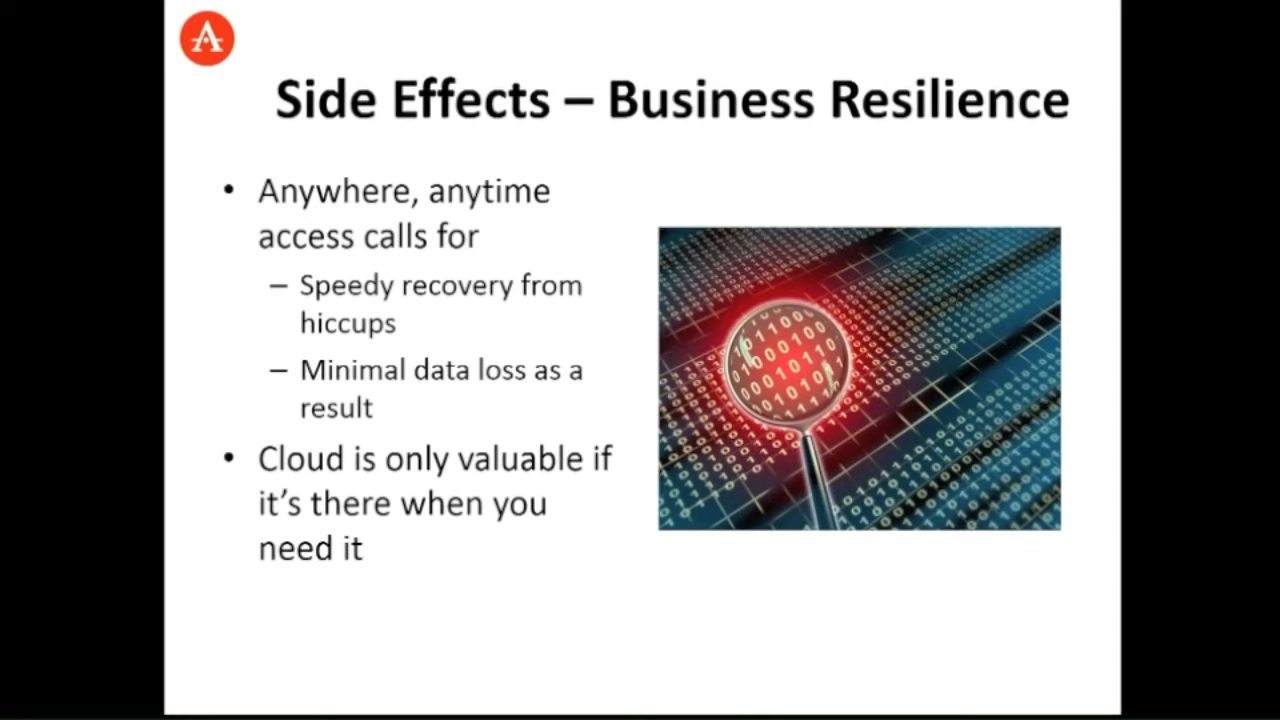 A
Side Effects – Business Resilience
• Anywhere, anytime
access calls for
– Speedy recovery from
hiccups
– Minimal data loss as a
result
• Cloud is only valuable if
it’s there when you
need it